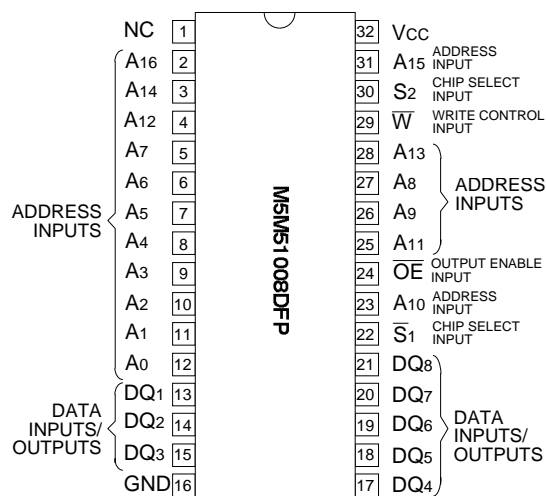 NC 1
A16 2
A14 3
A12 4
A7 5
A6 6
A5 7
A4 8
A3 9
A2 10
A1 11
A0 12
DQ1 13
DQ2 14
DQ3 15
GND 16
ADDRESS
INPUTS
DATA
INPUTS/
OUTPUTS
M5M51008DFP
32 VCC
31 A15 ADDRESS
INPUT
30 S2 CHIP SELECT
INPUT
29 W̅ WRITE CONTROL
INPUT
28 A13
27 A8
26 A9
25 A11
ADDRESS
INPUTS
24 O̅E̅ OUTPUT ENABLE
INPUT
23 A10 ADDRESS
INPUT
22 S̅1 CHIP SELECT
INPUT
21 DQ8
20 DQ7
19 DQ6
18 DQ5
17 DQ4
DATA
INPUTS/
OUTPUTS